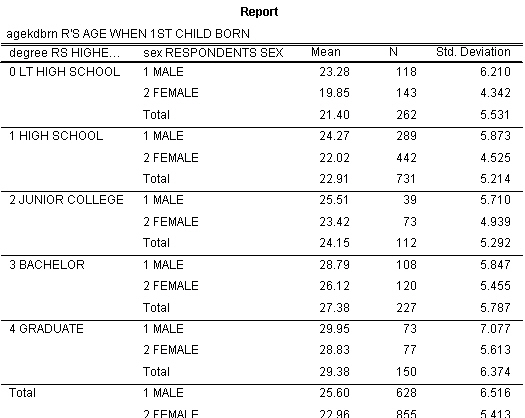 Report
agekdbrn R'S AGE WHEN 1ST CHILD BORN
degree RS HIGHE... sex RESPONDENTS SEX Mean N Std. Deviation
0 LT HIGH SCHOOL 1 MALE 23.28 118 6.210
2 FEMALE 19.85 143 4.342
Total 21.40 262 5.531
1 HIGH SCHOOL 1 MALE 24.27 289 5.873
2 FEMALE 22.02 442 4.525
Total 22.91 731 5.214
2 JUNIOR COLLEGE 1 MALE 25.51 39 5.710
2 FEMALE 23.42 73 4.939
Total 24.15 112 5.292
3 BACHELOR 1 MALE 28.79 108 5.847
2 FEMALE 26.12 120 5.455
Total 27.38 227 5.787
4 GRADUATE 1 MALE 29.95 73 7.077
2 FEMALE 28.83 77 5.613
Total 29.38 150 6.374
Total 1 MALE 25.60 628 6.516
2 FEMALE 22.96 855 5.413